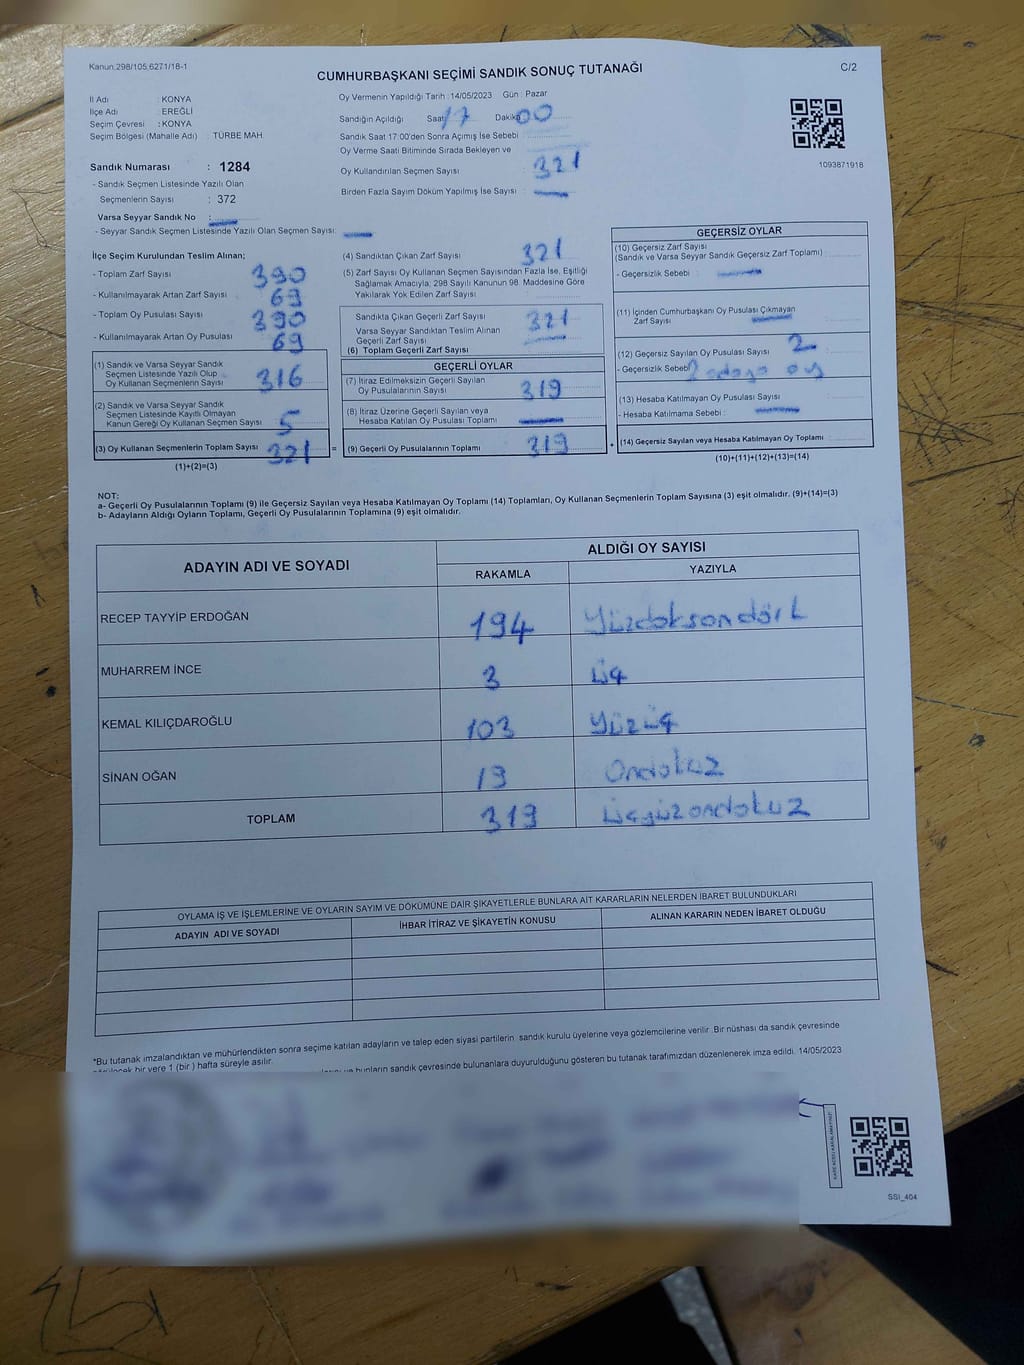 Kanun.298/105,6271/18-1
CUMHURBAŞKANI SEÇİMİ SANDIK SONUÇ TUTANAĞI
C/2
İl Adı : KONYA
İlçe Adı : EREĞLİ
Seçim Çevresi : KONYA
Seçim Bölgesi (Mahalle Adı) : TÜRBE MAH.
Oy Vermenin Yapıldığı Tarih :14/05/2023 Gün : Pazar
Sandığın Açıldığı Saat 17 Dakika 00
Sandık Saat 17:00'den Sonra Açılmış İse Sebebi :
Oy Verme Saati Bitiminde Sırada Bekleyen ve
Oy Kullandırılan Seçmen Sayısı : 321
Birden Fazla Sayım Döküm Yapılmış İse Sayısı :
1093871918
Sandık Numarası : 1284
- Sandık Seçmen Listesinde Yazılı Olan
Seçmenlerin Sayısı : 372
Varsa Seyyar Sandık No :
- Seyyar Sandık Seçmen Listesinde Yazılı Olan Seçmen Sayısı:
İlçe Seçim Kurulundan Teslim Alınan;
- Toplam Zarf Sayısı 390
- Kullanılmayarak Artan Zarf Sayısı 69
- Toplam Oy Pusulası Sayısı 390
- Kullanılmayarak Artan Oy Pusulası 69
(1) Sandık ve Varsa Seyyar Sandık
Seçmen Listesinde Yazılı Olup
Oy Kullanan Seçmenlerin Sayısı 316
(2) Sandık ve Varsa Seyyar Sandık
Seçmen Listesinde Kayıtlı Olmayan
Kanun Gereği Oy Kullanan Seçmen Sayısı 5
(3) Oy Kullanan Seçmenlerin Toplam Sayısı 321
(1)+(2)=(3)
(4) Sandıktan Çıkan Zarf Sayısı 321
(5) Zarf Sayısı Oy Kullanan Seçmen Sayısından Fazla İse, Eşitliği
Sağlamak Amacıyla; 298 Sayılı Kanunun 98. Maddesine Göre
Yakılarak Yok Edilen Zarf Sayısı :
Sandıkta Çıkan Geçerli Zarf Sayısı 321
Varsa Seyyar Sandıktan Teslim Alınan
Geçerli Zarf Sayısı
(6) Toplam Geçerli Zarf Sayısı
GEÇERLİ OYLAR
(7) İtiraz Edilmeksizin Geçerli Sayılan
Oy Pusulalarının Sayısı 319
(8) İtiraz Üzerine Geçerli Sayılan veya
Hesaba Katılan Oy Pusulası Toplamı
= (9) Geçerli Oy Pusulalarının Toplamı 319
GEÇERSİZ OYLAR
(10) Geçersiz Zarf Sayısı
(Sandık ve Varsa Seyyar Sandık Geçersiz Zarf Toplamı) :
- Geçersizlik Sebebi :
(11) İçinden Cumhurbaşkanı Oy Pusulası Çıkmayan
Zarf Sayısı :
(12) Geçersiz Sayılan Oy Pusulası Sayısı : 2
- Geçersizlik Sebebi 2 adaya oy
(13) Hesaba Katılmayan Oy Pusulası Sayısı :
- Hesaba Katılmama Sebebi :
+ (14) Geçersiz Sayılan veya Hesaba Katılmayan Oy Toplamı :
(10)+(11)+(12)+(13)=(14)
NOT:
a- Geçerli Oy Pusulalarının Toplamı (9) ile Geçersiz Sayılan veya Hesaba Katılmayan Oy Toplamı (14) Toplamları, Oy Kullanan Seçmenlerin Toplam Sayısına (3) eşit olmalıdır. (9)+(14)=(3)
b- Adayların Aldığı Oyların Toplamı, Geçerli Oy Pusulalarının Toplamına (9) eşit olmalıdır.
ADAYIN ADI VE SOYADI ALDIĞI OY SAYISI
RAKAMLA YAZIYLA
RECEP TAYYİP ERDOĞAN 194 Yüzdoksondört
MUHARREM İNCE 3 Üç
KEMAL KILIÇDAROĞLU 103 Yüzüç
SİNAN OĞAN 19 Ondokuz
TOPLAM 319 Üçyüzondokuz
OYLAMA İŞ VE İŞLEMLERİNE VE OYLARIN SAYIM VE DÖKÜMÜNE DAİR ŞİKAYETLERLE BUNLARA AİT KARARLARIN NELERDEN İBARET BULUNDUKLARI
ADAYIN ADI VE SOYADI İHBAR İTİRAZ VE ŞİKAYETİN KONUSU ALINAN KARARIN NEDEN İBARET OLDUĞU
*Bu tutanak imzalandıktan ve mühürlendikten sonra seçime katılan adayların ve talep eden siyasi partilerin sandık kurulu üyelerine veya gözlemcilerine verilir. Bir nüshası da sandık çevresinde
görülecek bir yere 1 (bir ) hafta süreyle asılır.
bunların sandık çevresinde bulunanlara duyurulduğunu gösteren bu tutanak tarafımızdan düzenlenerek imza edildi. 14/05/2023
SSI_404